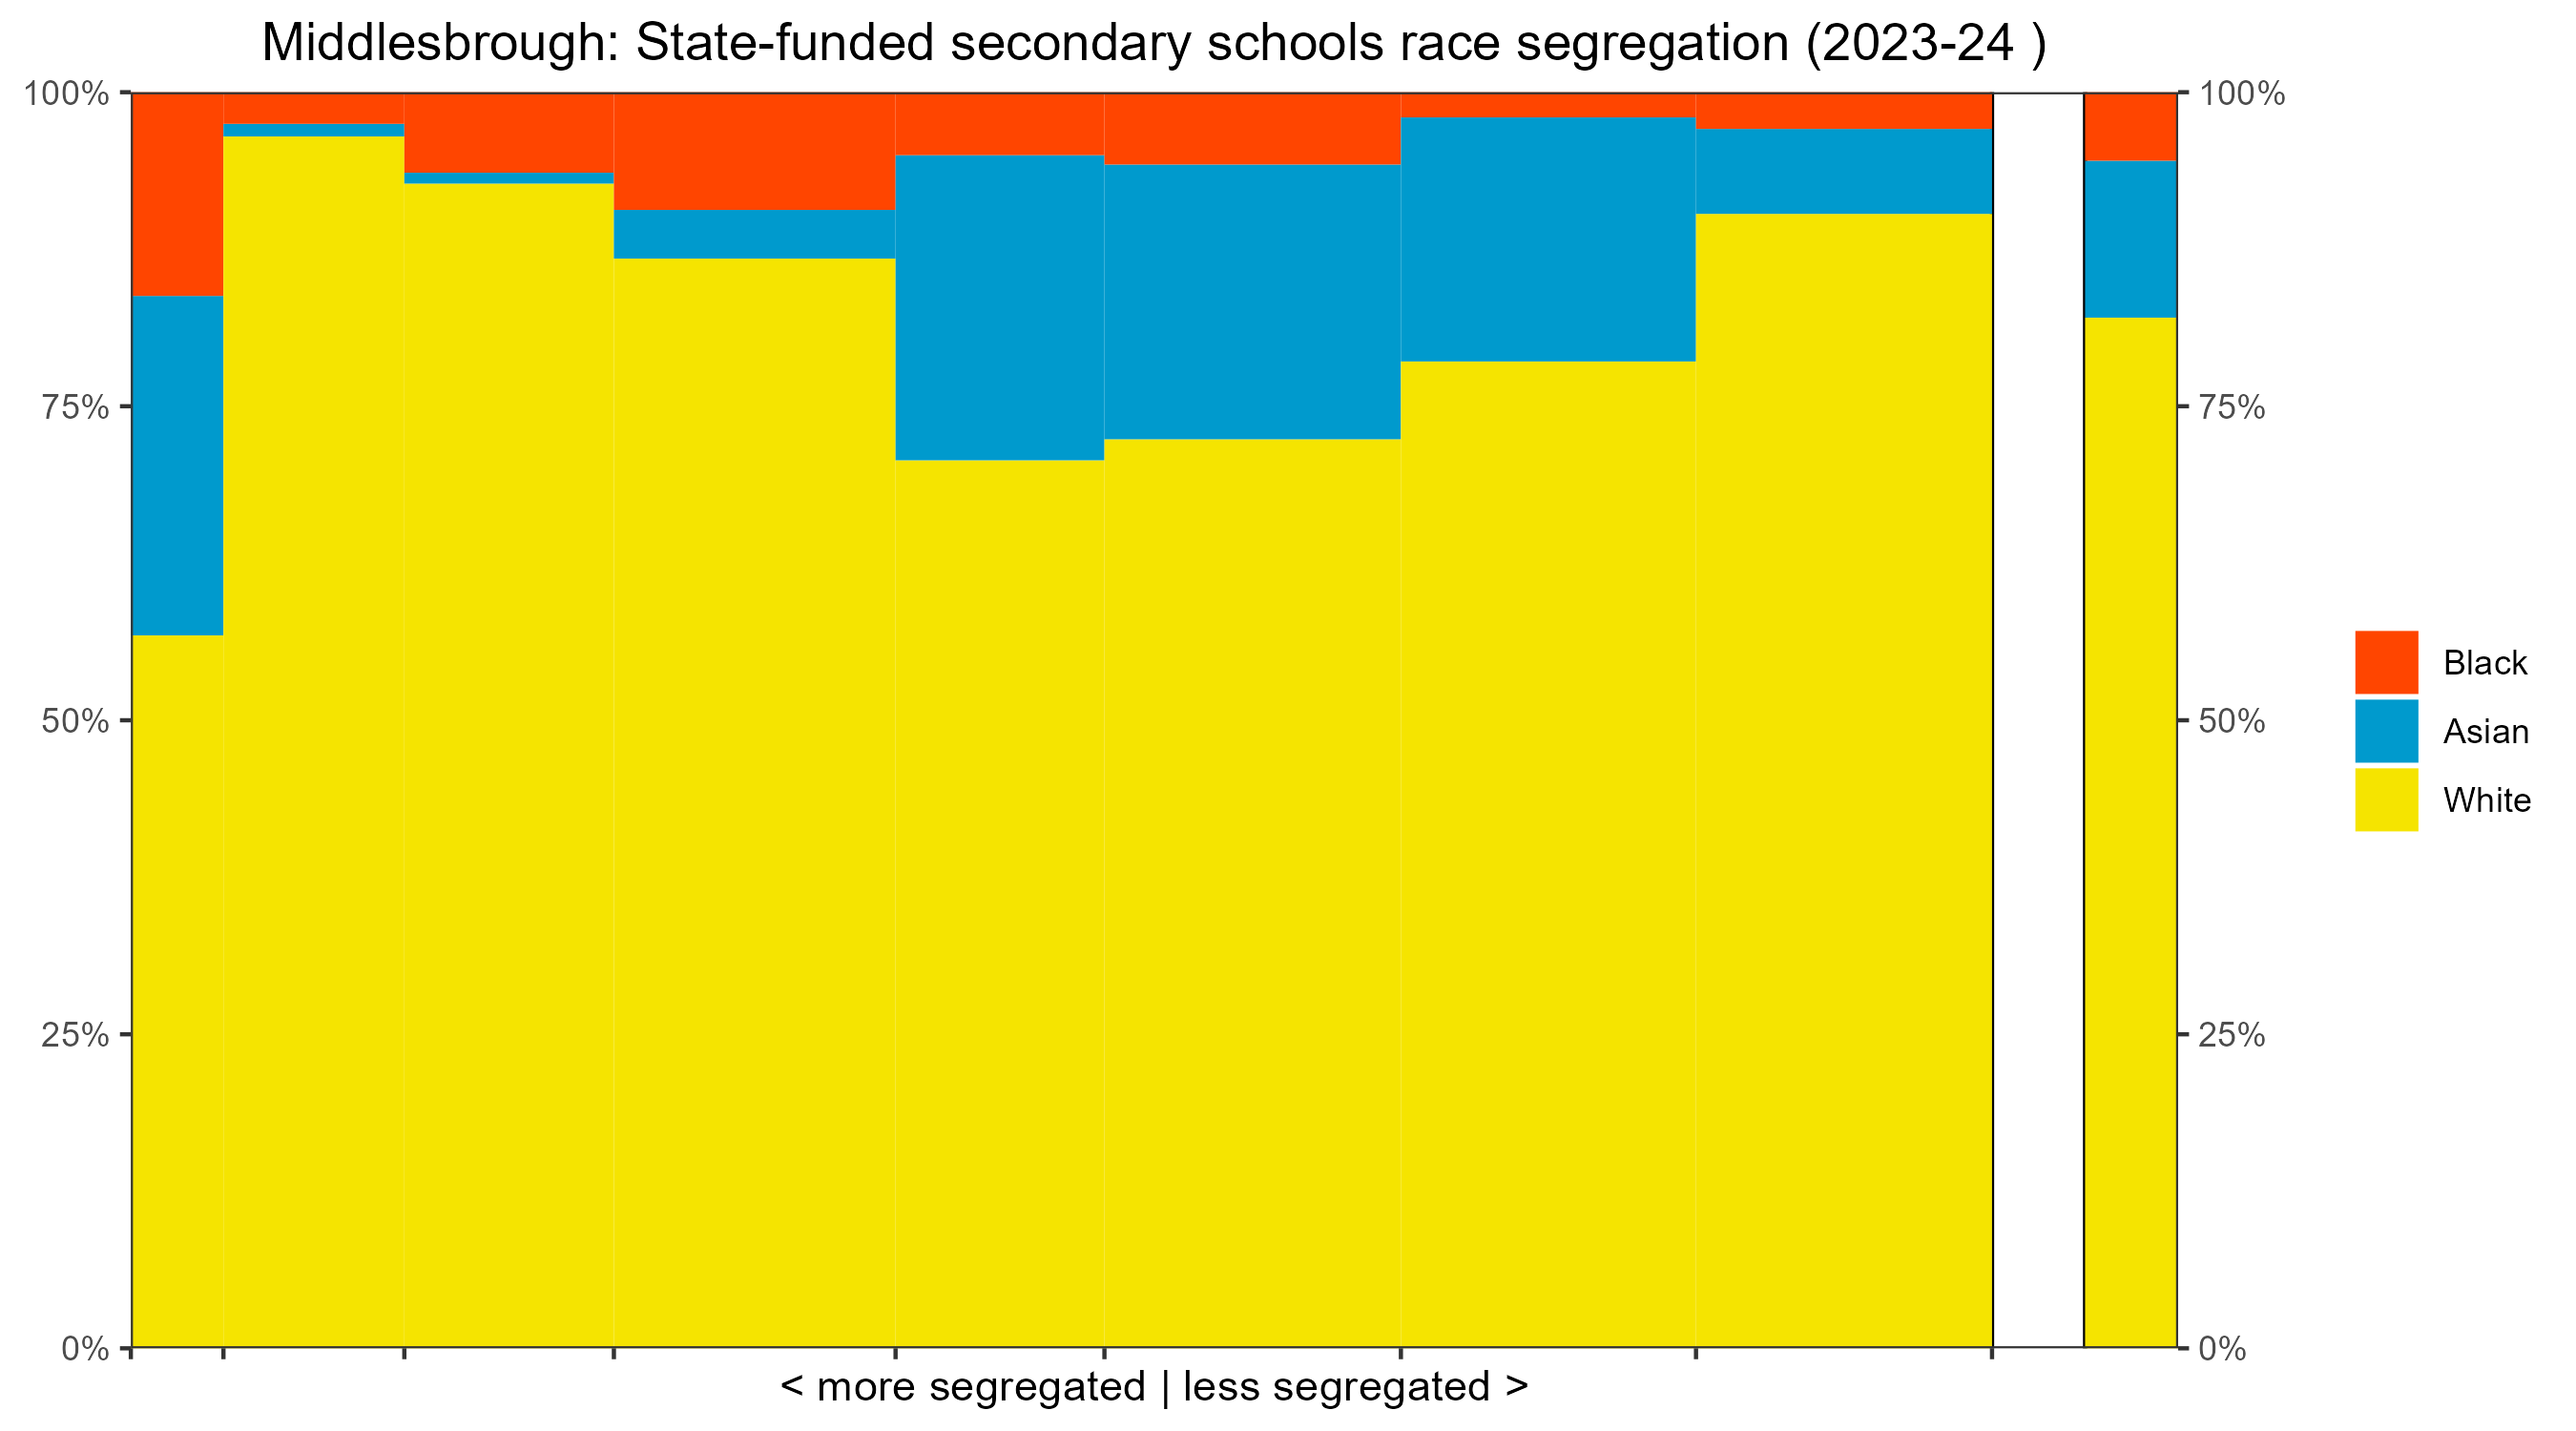 Middlesbrough: State-funded secondary schools race segregation (2023-24 )
100%
75%
50%
25%
0%
100%
75%
50%
25%
0%
Black
Asian
White
< more segregated | less segregated >